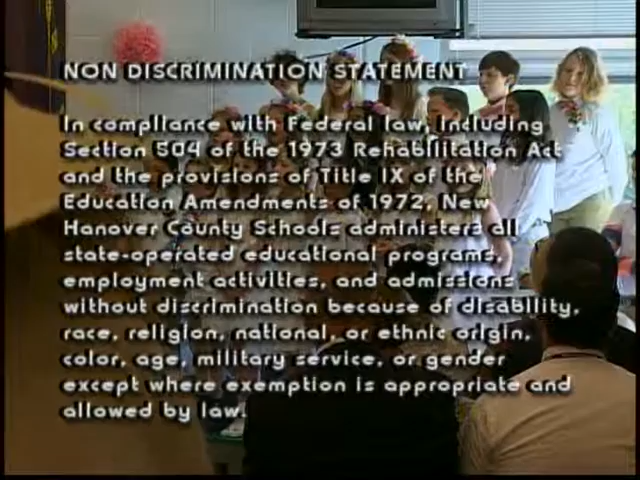 NON DISCRIMINATION STATEMENT
In compliance with Federal law, including
Section 504 of the 1973 Rehabilitation Act
and the provisions of Title IX of the
Education Amendments of 1972, New
Hanover County Schools administers all
state-operated educational programs,
employment activities, and admissions
without discrimination because of disability,
race, religion, national, or ethnic origin,
color, age, military service, or gender
except where exemption is appropriate and
allowed by law.